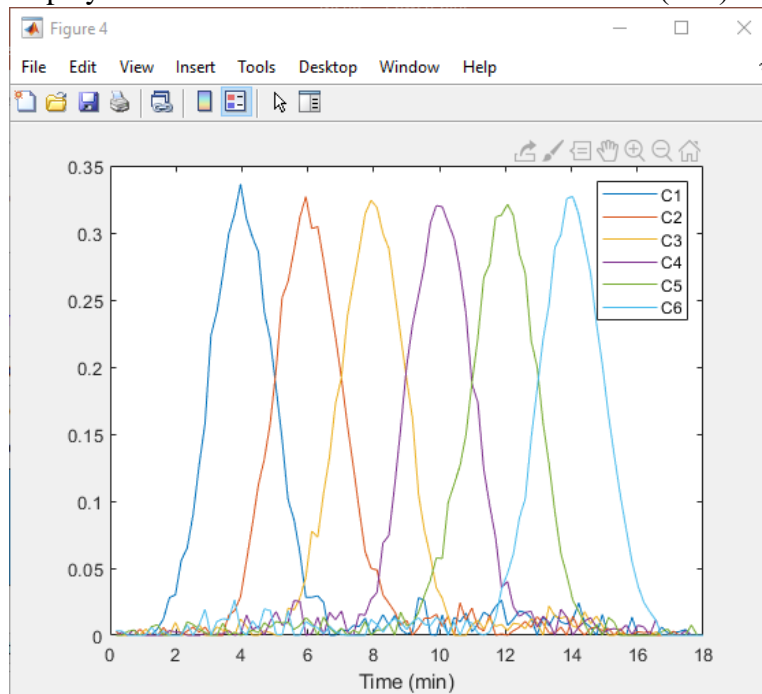 Figure 4
File Edit View Insert Tools Desktop Window Help
0.35
0.3
0.25
0.2
0.15
0.1
0.05
0
C1
C2
C3
C4
C5
C6
0 2 4 6 8 10 12 14 16 18
Time (min)